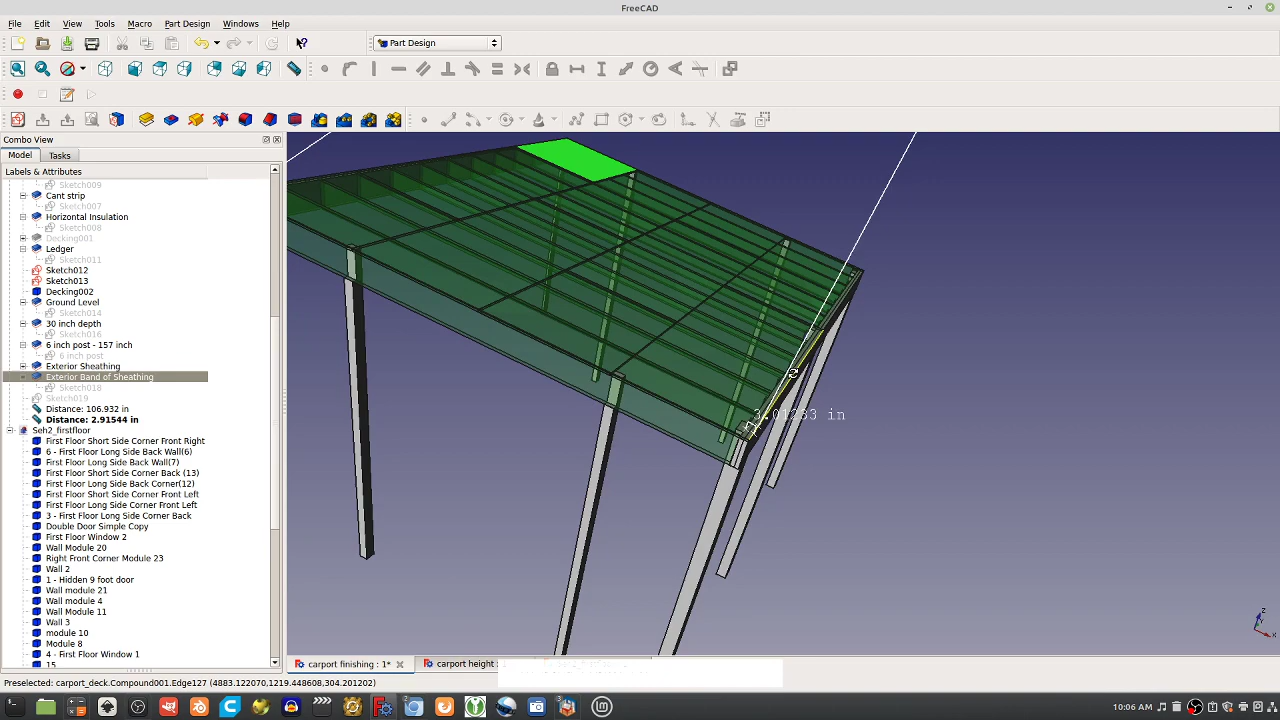 FreeCAD
File Edit View Tools Macro Part Design Windows Help
Part Design
Combo View
Model Tasks
Labels & Attributes
Sketch009
Cant strip
Sketch007
Horizontal Insulation
Sketch008
Decking001
Ledger
Sketch011
Sketch012
Sketch013
Decking002
Ground Level
Sketch014
30 inch depth
Sketch016
6 inch post - 157 inch
6 inch post
Exterior Sheathing
Exterior Band of Sheathing
Sketch018
Sketch019
Distance: 106.932 in
Distance: 2.91544 in
Seh2_firstfloor
First Floor Short Side Corner Front Right
6 - First Floor Long Side Back Wall(6)
First Floor Long Side Back Wall(7)
First Floor Short Side Corner Back (13)
First Floor Long Side Back Corner(12)
First Floor Short Side Corner Front Left
First Floor Long Side Corner Front Left
3 - First Floor Long Side Corner Back
Double Door Simple Copy
First Floor Window 2
Wall Module 20
Right Front Corner Module 23
Wall 2
1 - Hidden 9 foot door
Wall module 21
Wall module 4
Wall Module 11
Wall 3
module 10
Module 8
4 - First Floor Window 1
15
3.01233 in
Z
carport finishing : 1*
carport height :
Preselected: carport_deck.Compound001.Edge127 (4883.122070,1219.448608,304.201202)
10:06 AM